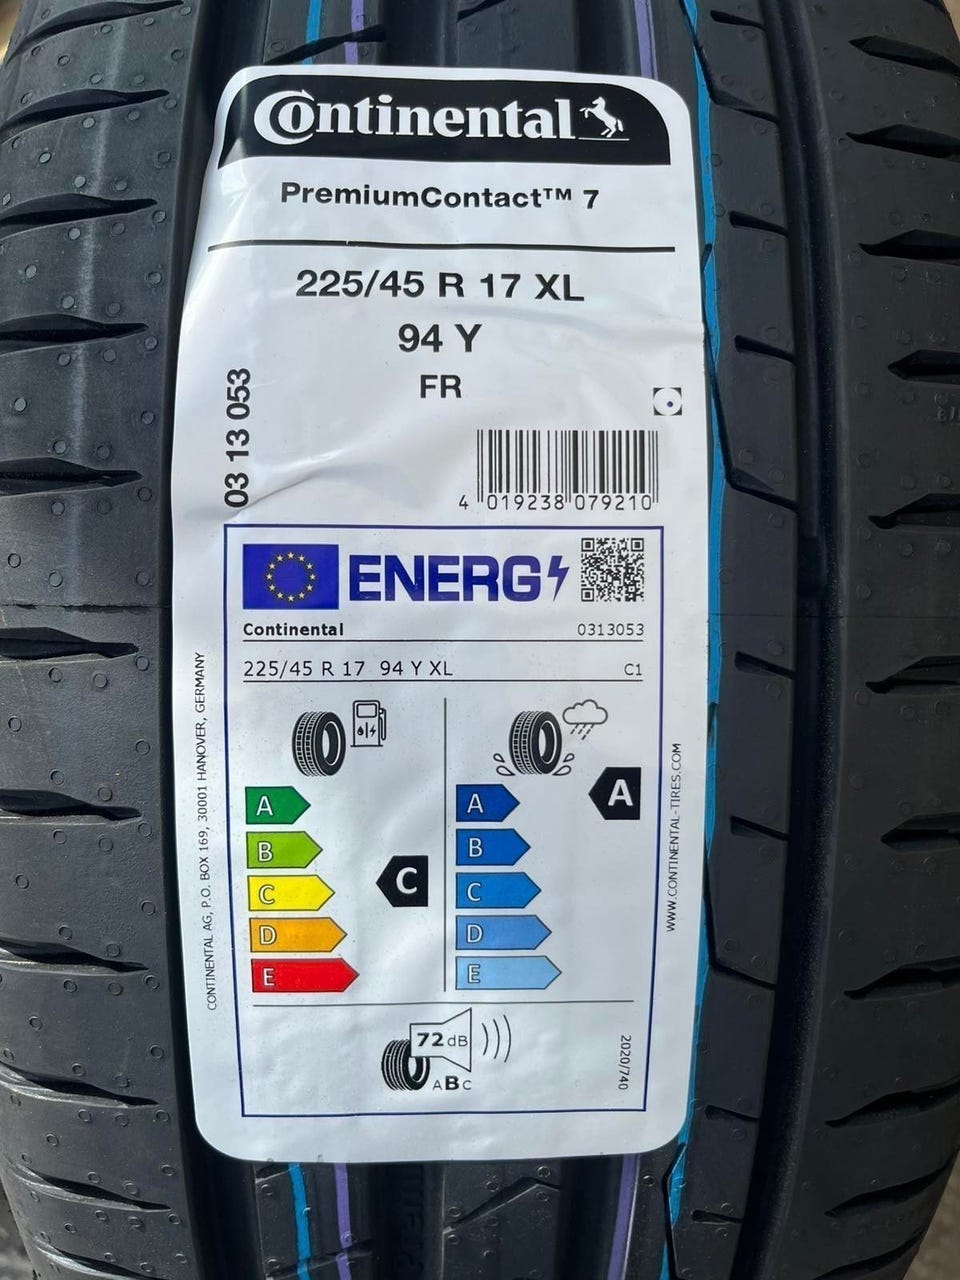 Continental
PremiumContact™ 7
225/45 R 17 XL
94 Y
FR
03 13 053
4 019238 079210
ENERG
Continental 0313053
225/45 R 17 94 Y XL C1
A
B
C
D
E
C
A
B
C
D
E
A
72 dB
ABC
2020/740
CONTINENTAL AG, P.O. BOX 169, 30001 HANOVER, GERMANY
WWW.CONTINENTAL-TIRES.COM